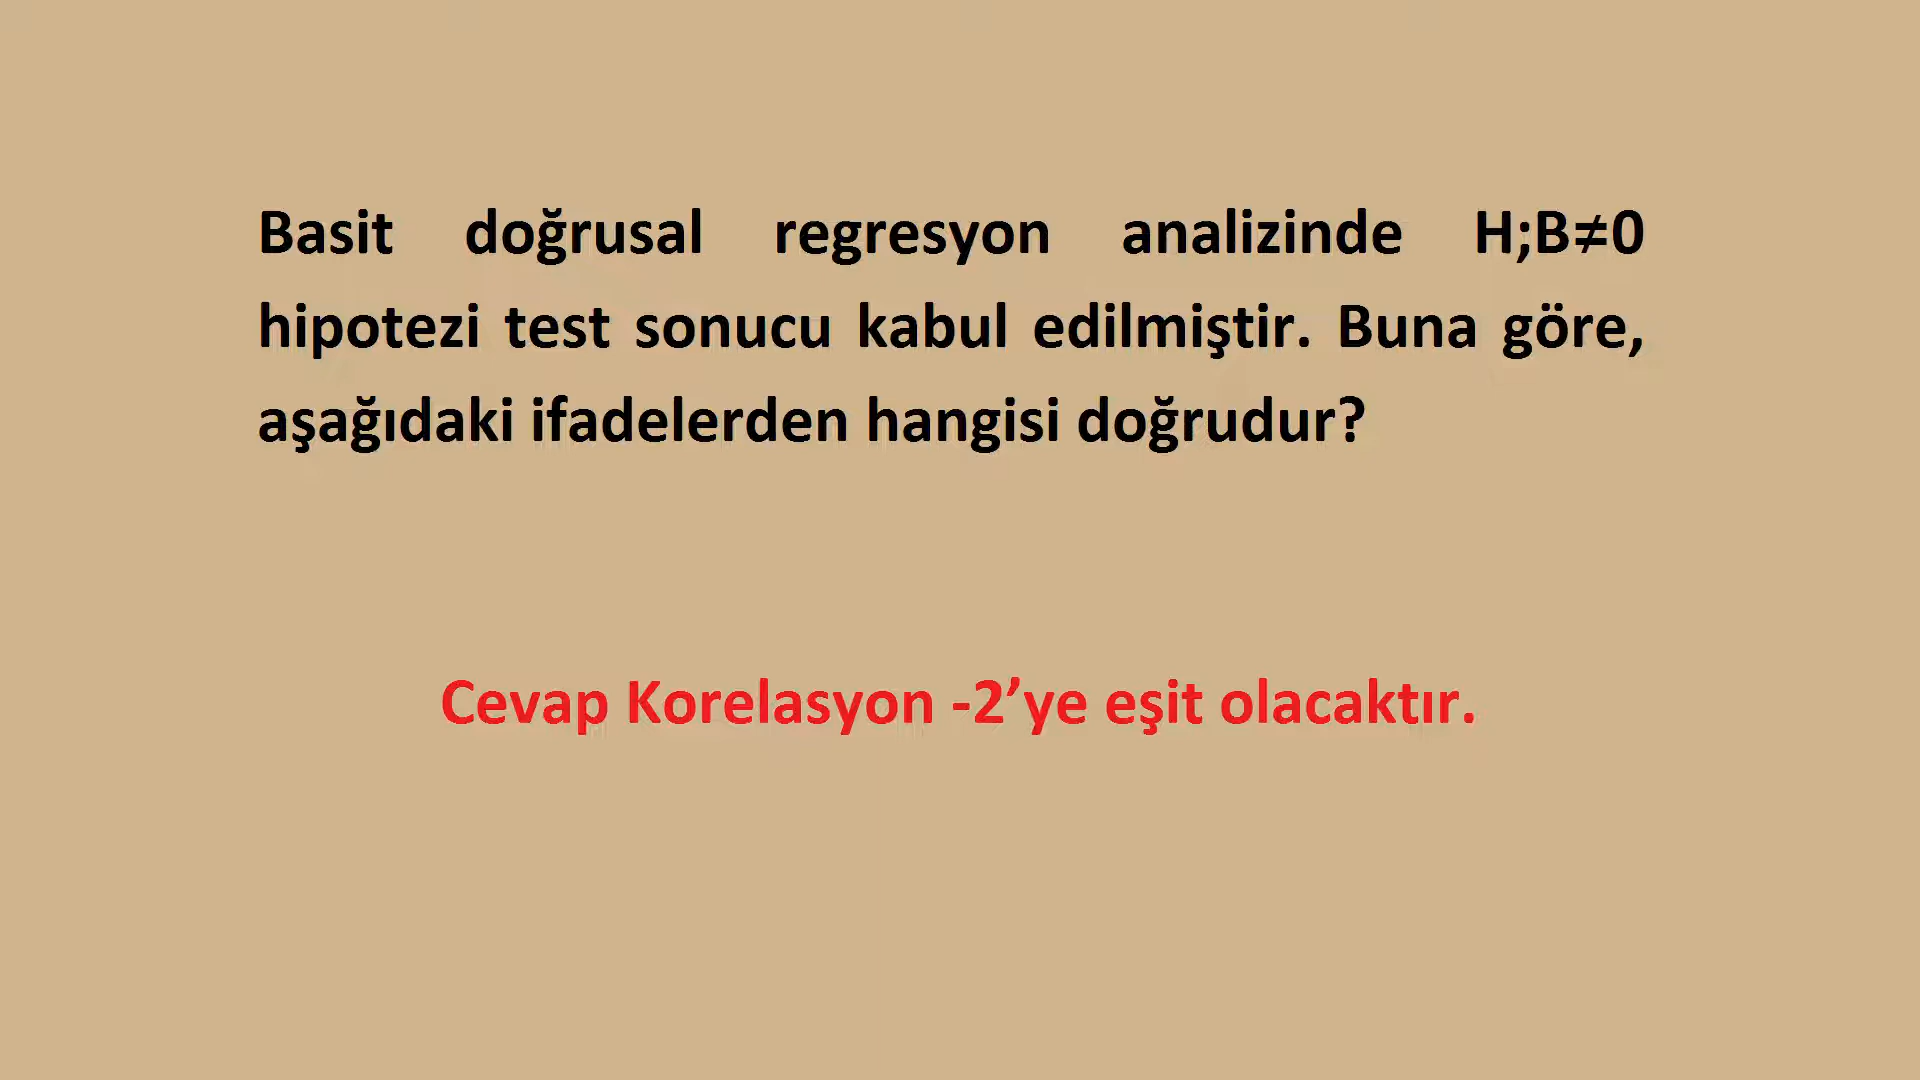 Basit doğrusal regresyon analizinde H;B≠0
hipotezi test sonucu kabul edilmiştir. Buna göre,
aşağıdaki ifadelerden hangisi doğrudur?
Cevap Korelasyon -2’ye eşit olacaktır.